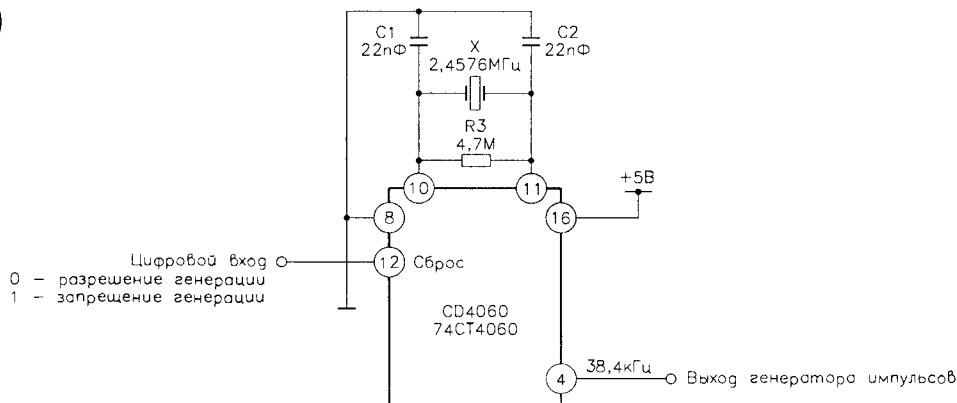 )
C1
22пФ
X
2,4576МГц
C2
22пФ
R3
4,7М
10
11
+5В
8
16
Цифровой вход
12
Сброс
0 – разрешение генерации
1 – запрещение генерации
CD4060
74CT4060
4
38,4кГц
Выход генератора импульсов